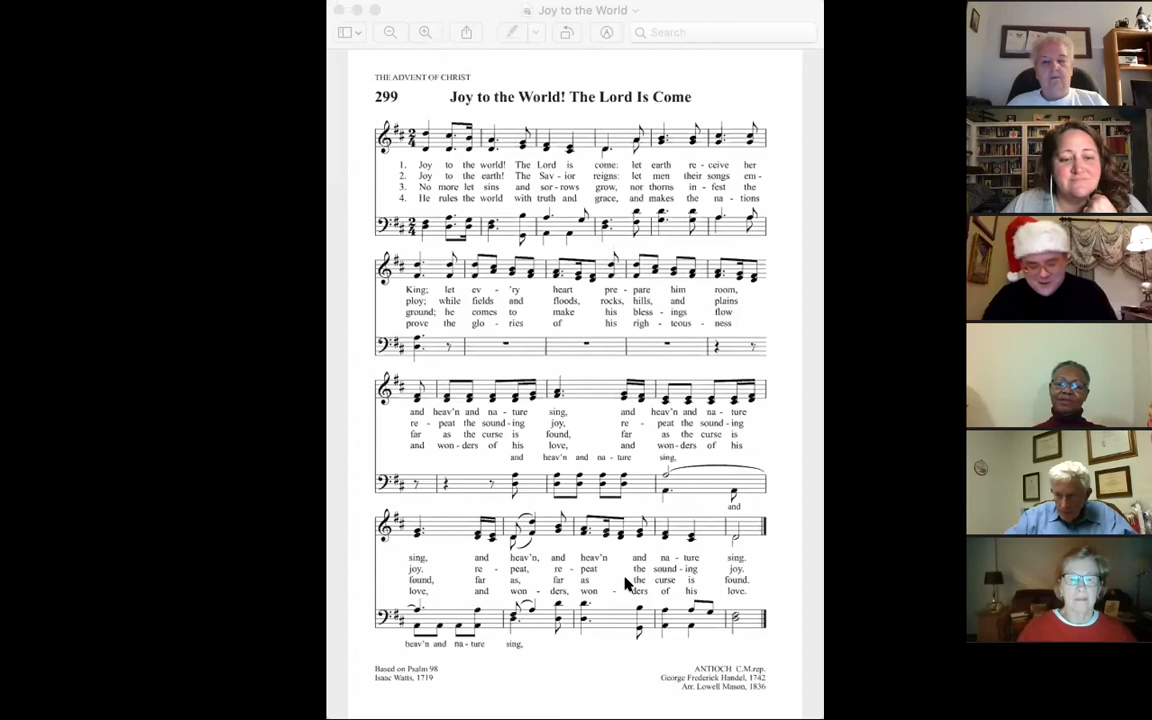 Joy to the World
Search
THE ADVENT OF CHRIST
299 Joy to the World! The Lord Is Come
1. Joy to the world! The Lord is come: let earth re - ceive her
2. Joy to the earth! The Sav - ior reigns: let men their songs em -
3. No more let sins and sor - rows grow, nor thorns in - fest the
4. He rules the world with truth and grace, and makes the na - tions
King; let ev - 'ry heart pre - pare him room,
ploy; while fields and floods, rocks, hills, and plains
ground; he comes to make his bless - ings flow
prove the glo - ries of his righ - teous - ness
and heav'n and na - ture sing, and heav'n and na - ture
re - peat the sound - ing joy, re - peat the sound - ing
far as the curse is found, far as the curse is
and won - ders of his love, and won - ders of his
and heav'n and na - ture sing,
and
sing, and heav'n, and heav'n and na - ture sing.
joy. re - peat, re - peat the sound - ing joy.
found, far as, far as the curse is found.
love, and won - ders, won - ders of his love.
heav'n and na - ture sing,
Based on Psalm 98
Isaac Watts, 1719
ANTIOCH C.M.rep.
George Frederick Handel, 1742
Arr. Lowell Mason, 1836